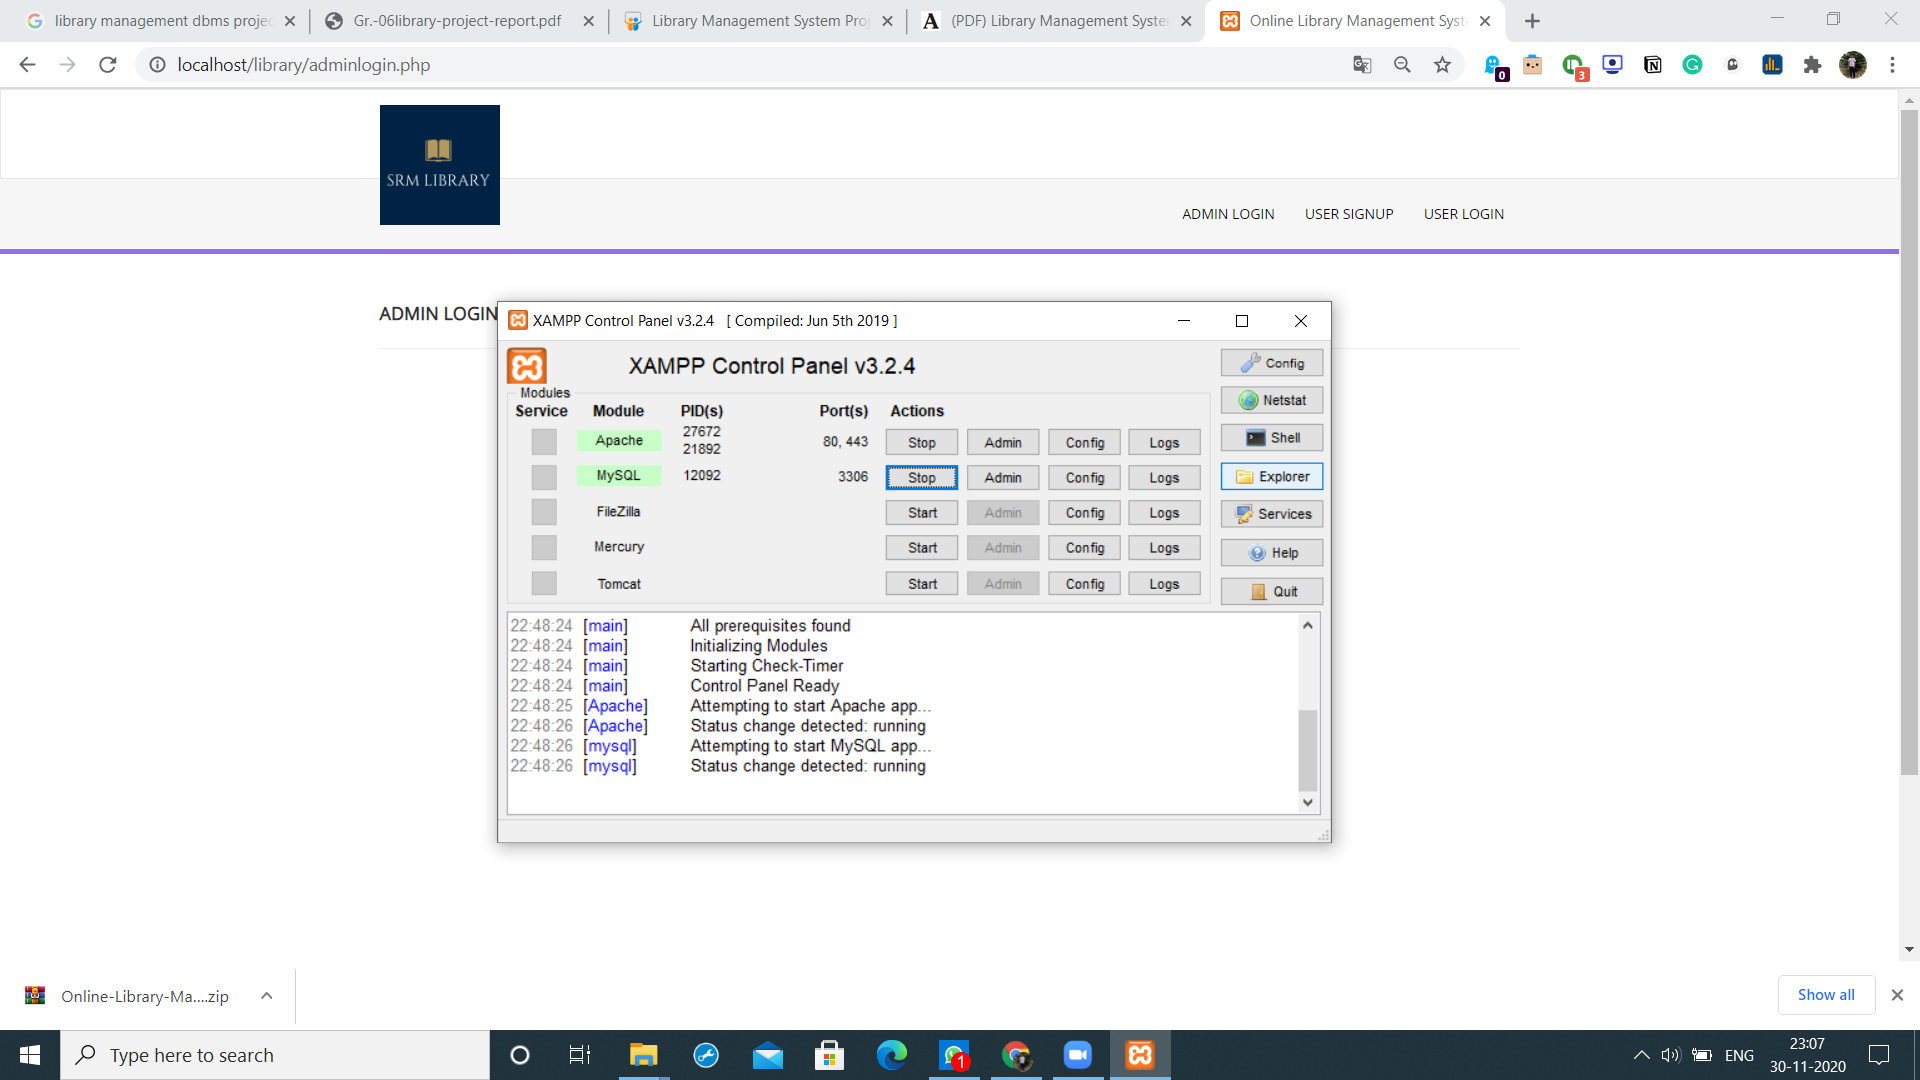 library management dbms projec
Gr.-06library-project-report.pdf
Library Management System Proj
(PDF) Library Management System
Online Library Management Syst
localhost/library/adminlogin.php
0
3
SRM LIBRARY
ADMIN LOGIN USER SIGNUP USER LOGIN
ADMIN LOGIN
XAMPP Control Panel v3.2.4 [ Compiled: Jun 5th 2019 ]
XAMPP Control Panel v3.2.4
Config
Modules
Service Module PID(s) Port(s) Actions
Netstat
Apache 27672 21892 80, 443 Stop Admin Config Logs
Shell
MySQL 12092 3306 Stop Admin Config Logs
Explorer
FileZilla Start Admin Config Logs
Services
Mercury Start Admin Config Logs
Help
Tomcat Start Admin Config Logs
Quit
22:48:24 [main] All prerequisites found
22:48:24 [main] Initializing Modules
22:48:24 [main] Starting Check-Timer
22:48:24 [main] Control Panel Ready
22:48:25 [Apache] Attempting to start Apache app...
22:48:26 [Apache] Status change detected: running
22:48:26 [mysql] Attempting to start MySQL app...
22:48:26 [mysql] Status change detected: running
Online-Library-Ma....zip
Show all
Type here to search
1
ENG
23:07
30-11-2020